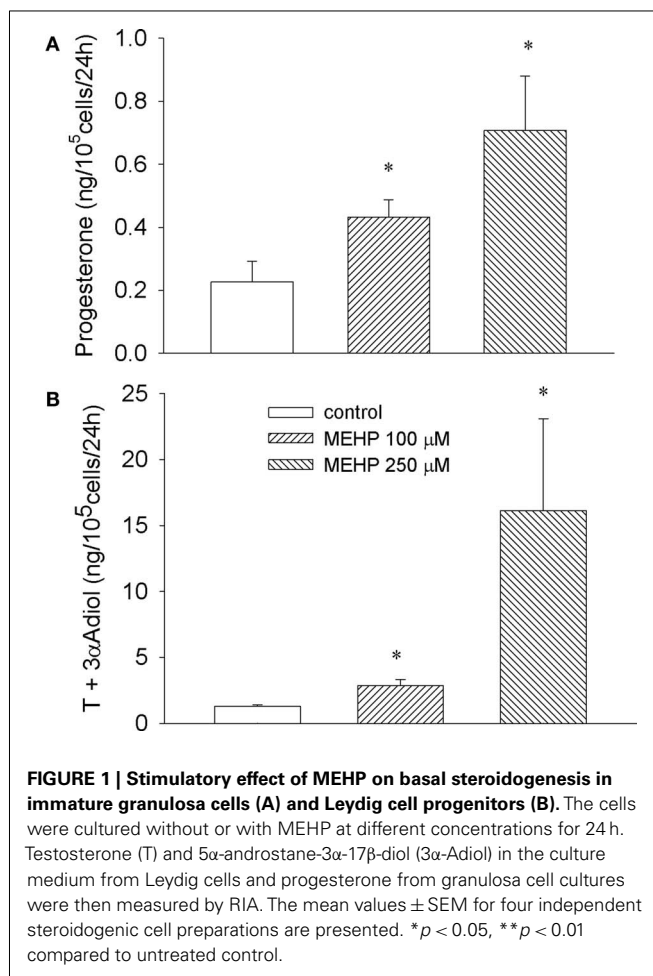 A
Progesterone (ng/10⁵cells/24h)
1.0
0.8
0.6
0.4
0.2
0.0
*
*
B
T + 3αAdiol (ng/10⁵cells/24h)
25
20
15
10
5
0
control
MEHP 100 μM
MEHP 250 μM
*
*
FIGURE 1 | Stimulatory effect of MEHP on basal steroidogenesis in
immature granulosa cells (A) and Leydig cell progenitors (B). The cells
were cultured without or with MEHP at different concentrations for 24 h.
Testosterone (T) and 5α-androstane-3α-17β-diol (3α-Adiol) in the culture
medium from Leydig cells and progesterone from granulosa cell cultures
were then measured by RIA. The mean values ± SEM for four independent
steroidogenic cell preparations are presented. *p < 0.05, **p < 0.01
compared to untreated control.